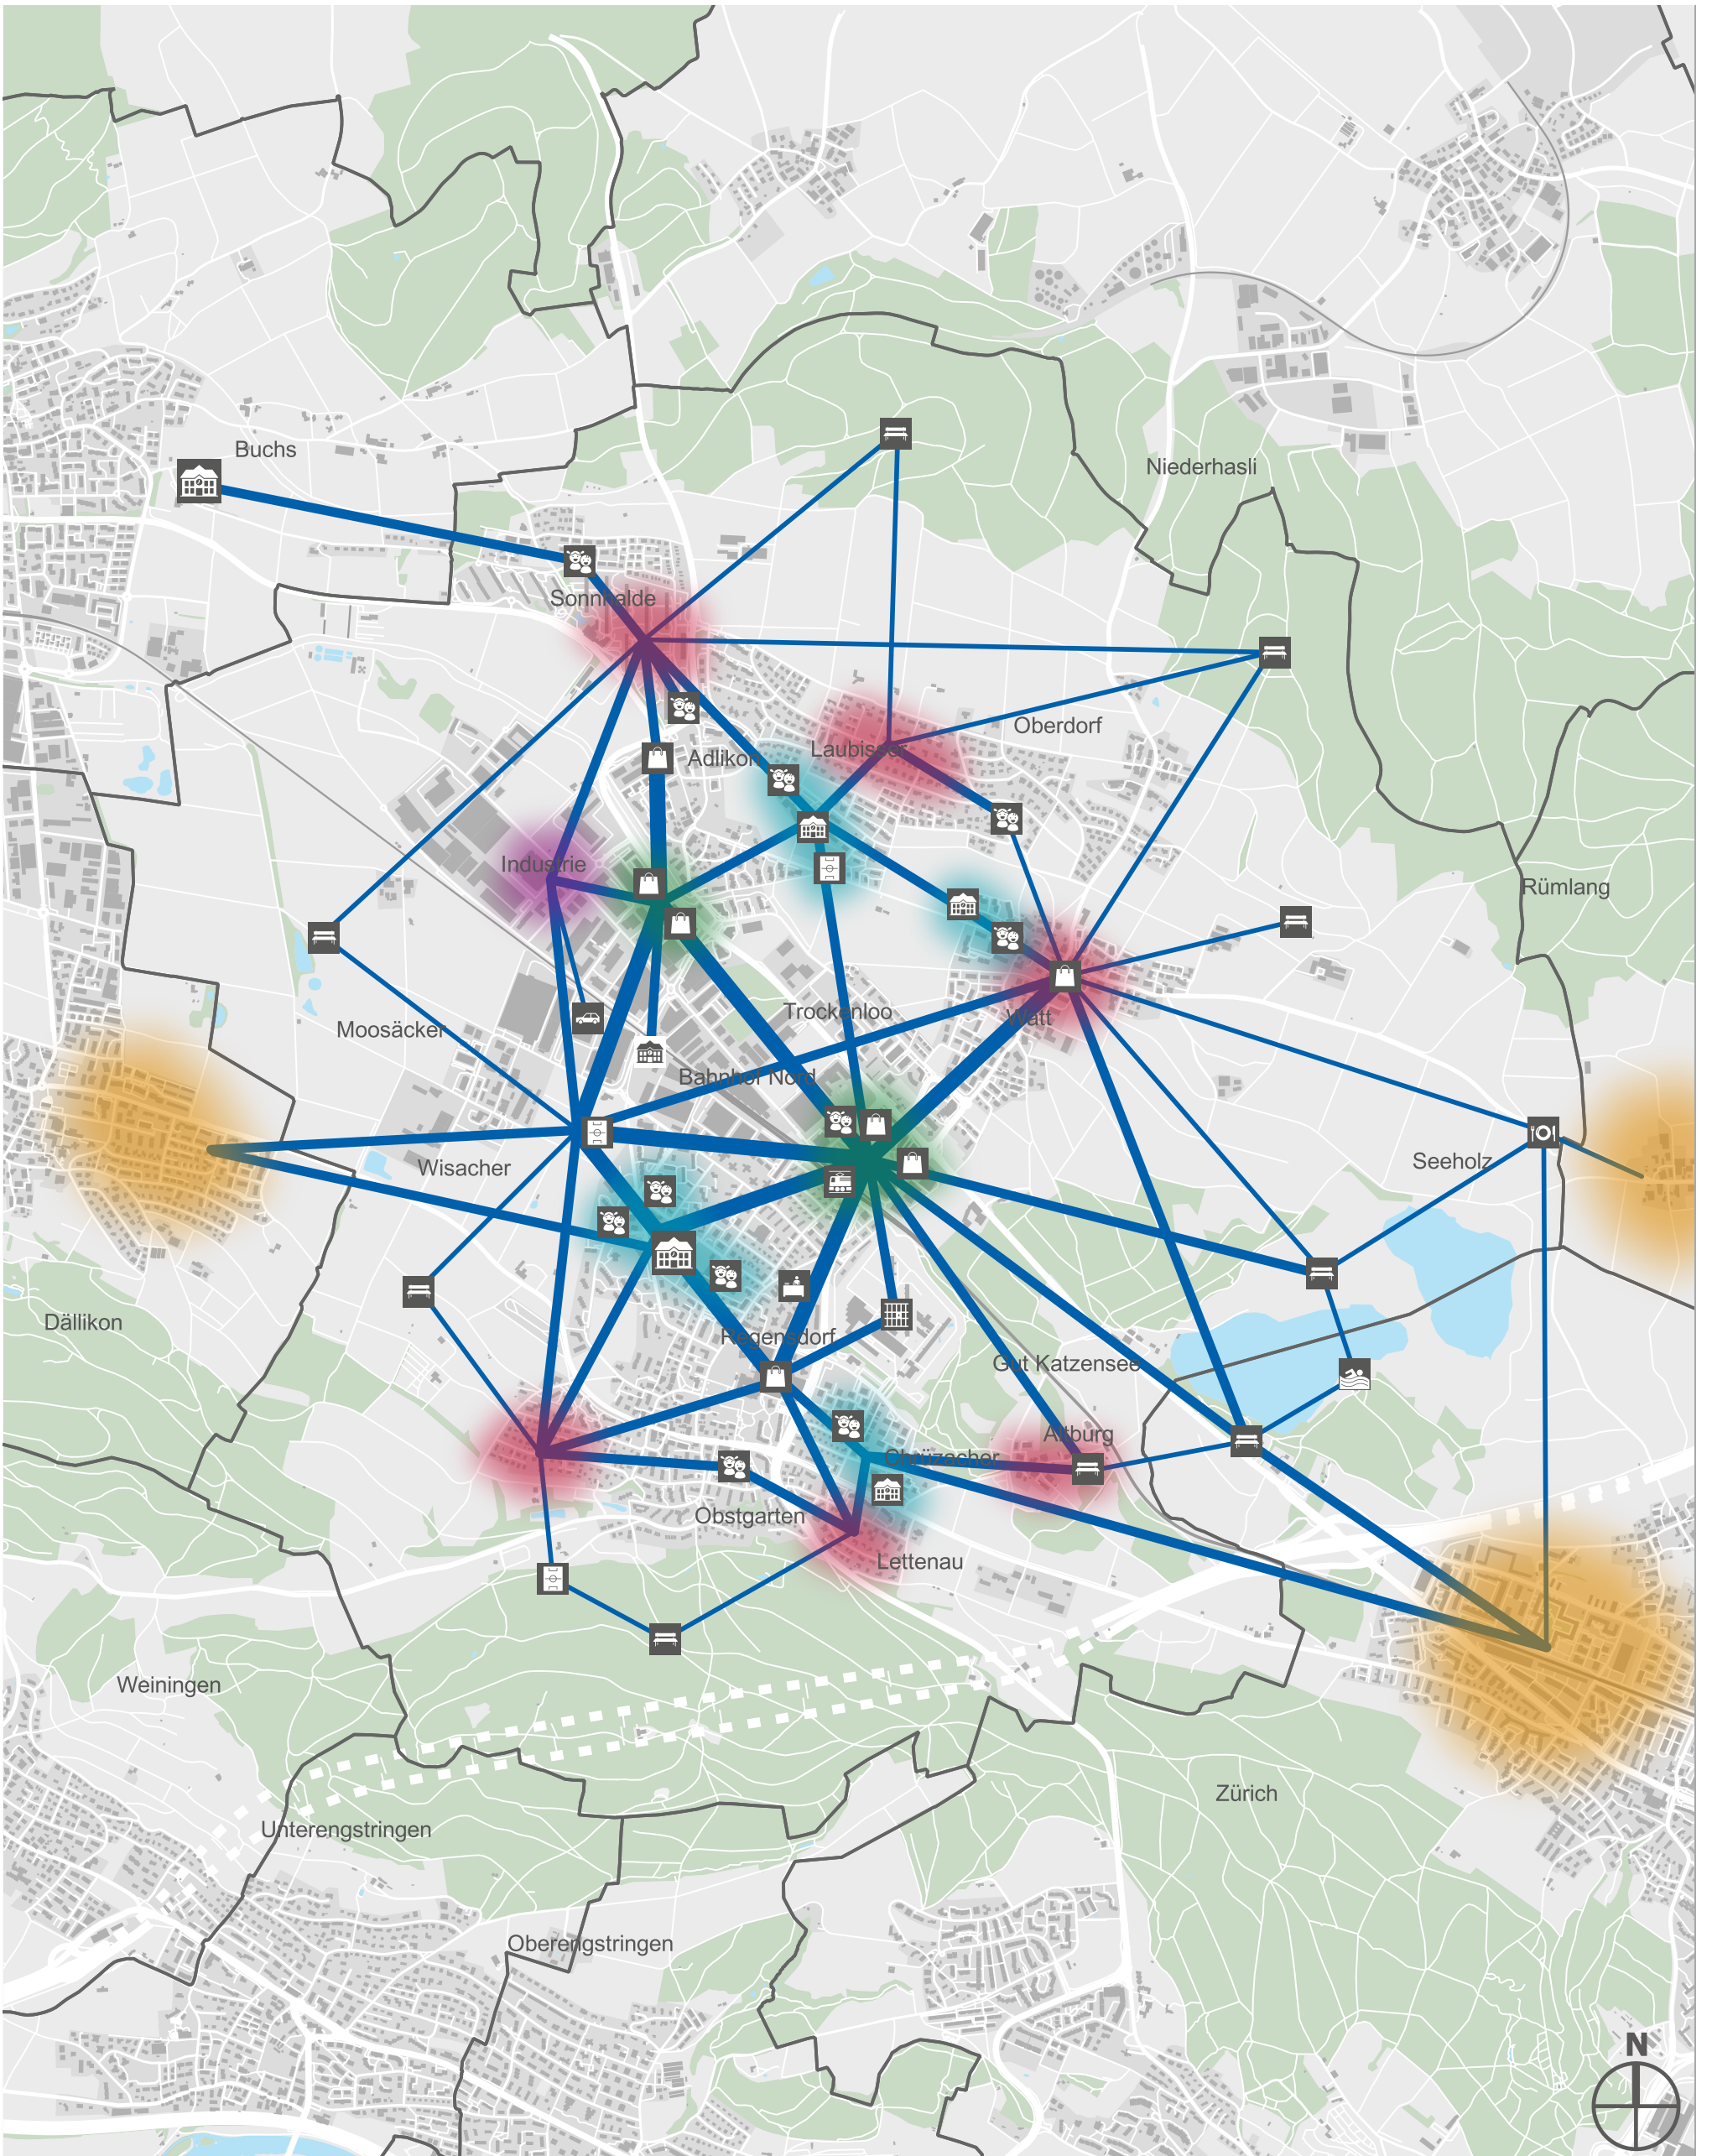 Buchs
Niederhasli
Sonnhalde
Oberdorf
Laubisser
Adlikon
Industrie
Rümlang
Trockenloo
Watt
Moosäcker
Bahnhof Nord
Wisacher
Seeholz
Dällikon
Regensdorf
Gut Katzensee
Altburg
Chrüzacher
Obstgarten
Lettenau
Weiningen
Zürich
Unterengstringen
Oberengstringen
N